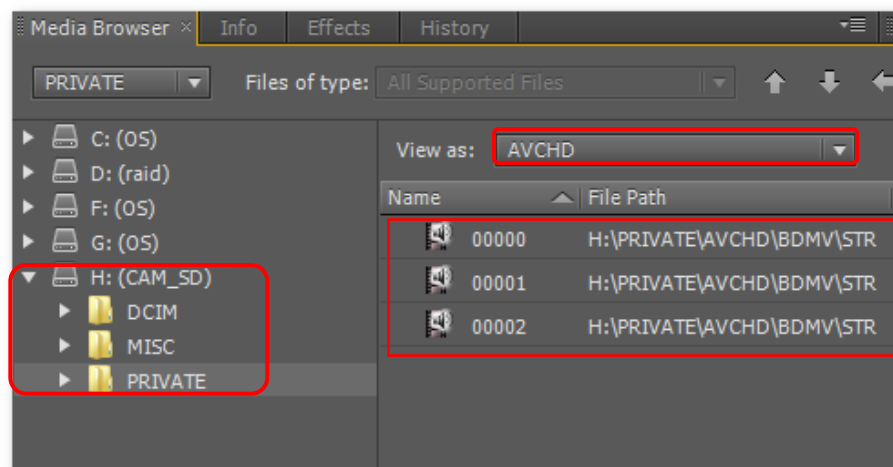 Media Browser × Info Effects History
PRIVATE Files of type: All Supported Files
C: (OS)
D: (raid)
F: (OS)
G: (OS)
H: (CAM_SD)
DCIM
MISC
PRIVATE
View as: AVCHD
Name File Path
00000 H:\PRIVATE\AVCHD\BDMV\STR
00001 H:\PRIVATE\AVCHD\BDMV\STR
00002 H:\PRIVATE\AVCHD\BDMV\STR